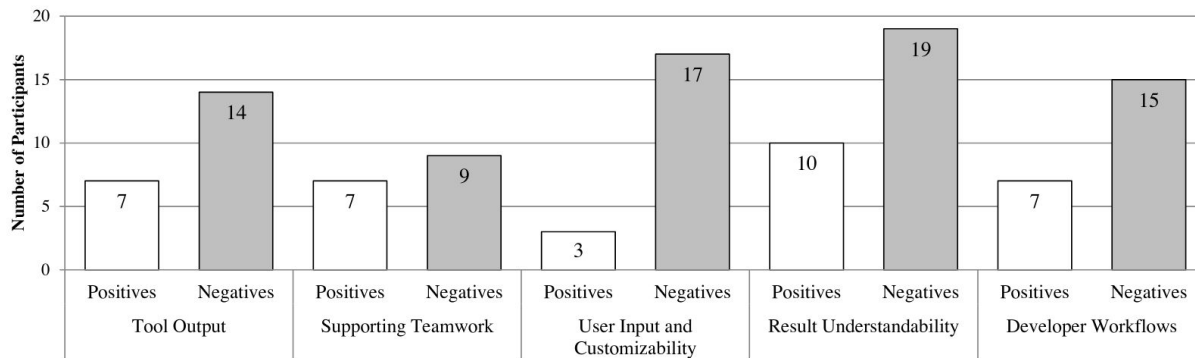 Number of Participants
20
15
10
5
0
7
14
7
9
3
17
10
19
7
15
Positives Negatives Positives Negatives Positives Negatives Positives Negatives Positives Negatives
Tool Output
Supporting Teamwork
User Input and
Customizability
Result Understandability
Developer Workflows